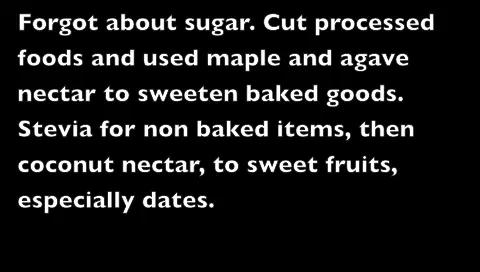 Forgot about sugar. Cut processed
foods and used maple and agave
nectar to sweeten baked goods.
Stevia for non baked items, then
coconut nectar, to sweet fruits,
especially dates.